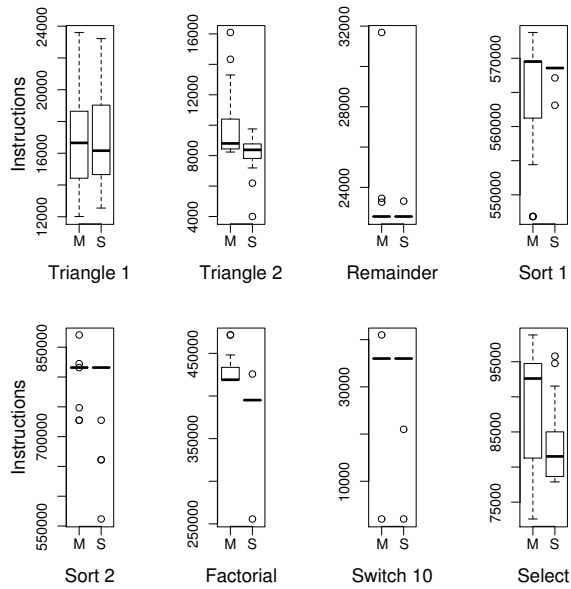 Instructions
12000 16000 20000 24000
M S
Triangle 1
4000 8000 12000 16000
M S
Triangle 2
24000 28000 32000
M S
Remainder
550000 560000 570000
M S
Sort 1
Instructions
550000 700000 850000
M S
Sort 2
250000 350000 450000
M S
Factorial
10000 30000
M S
Switch 10
75000 85000 95000
M S
Select